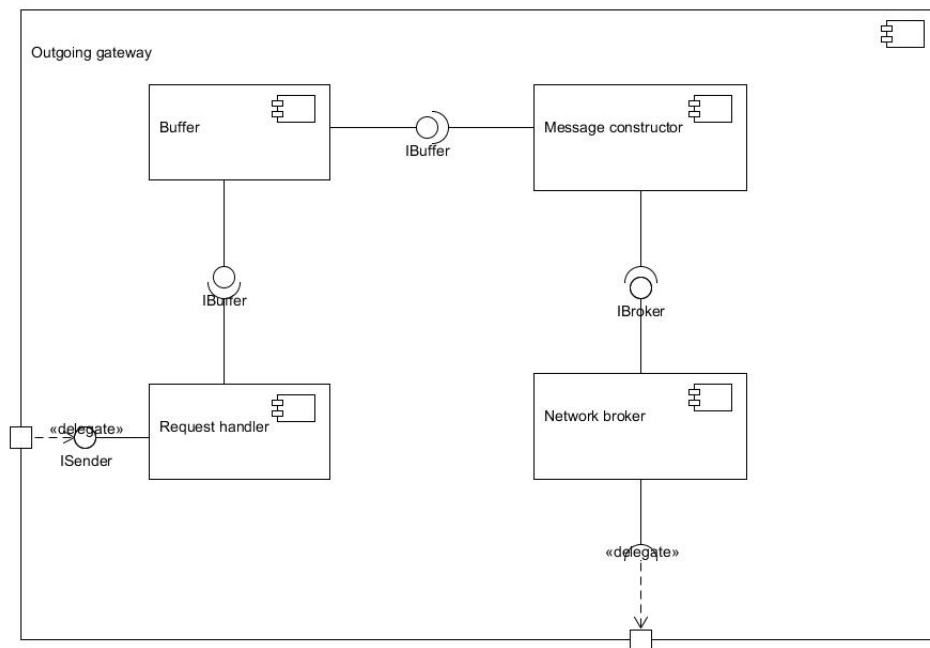 Outgoing gateway
Buffer
Message constructor
IBuffer
IBuffer
IBroker
Request handler
Network broker
«delegate»
ISender
«delegate»